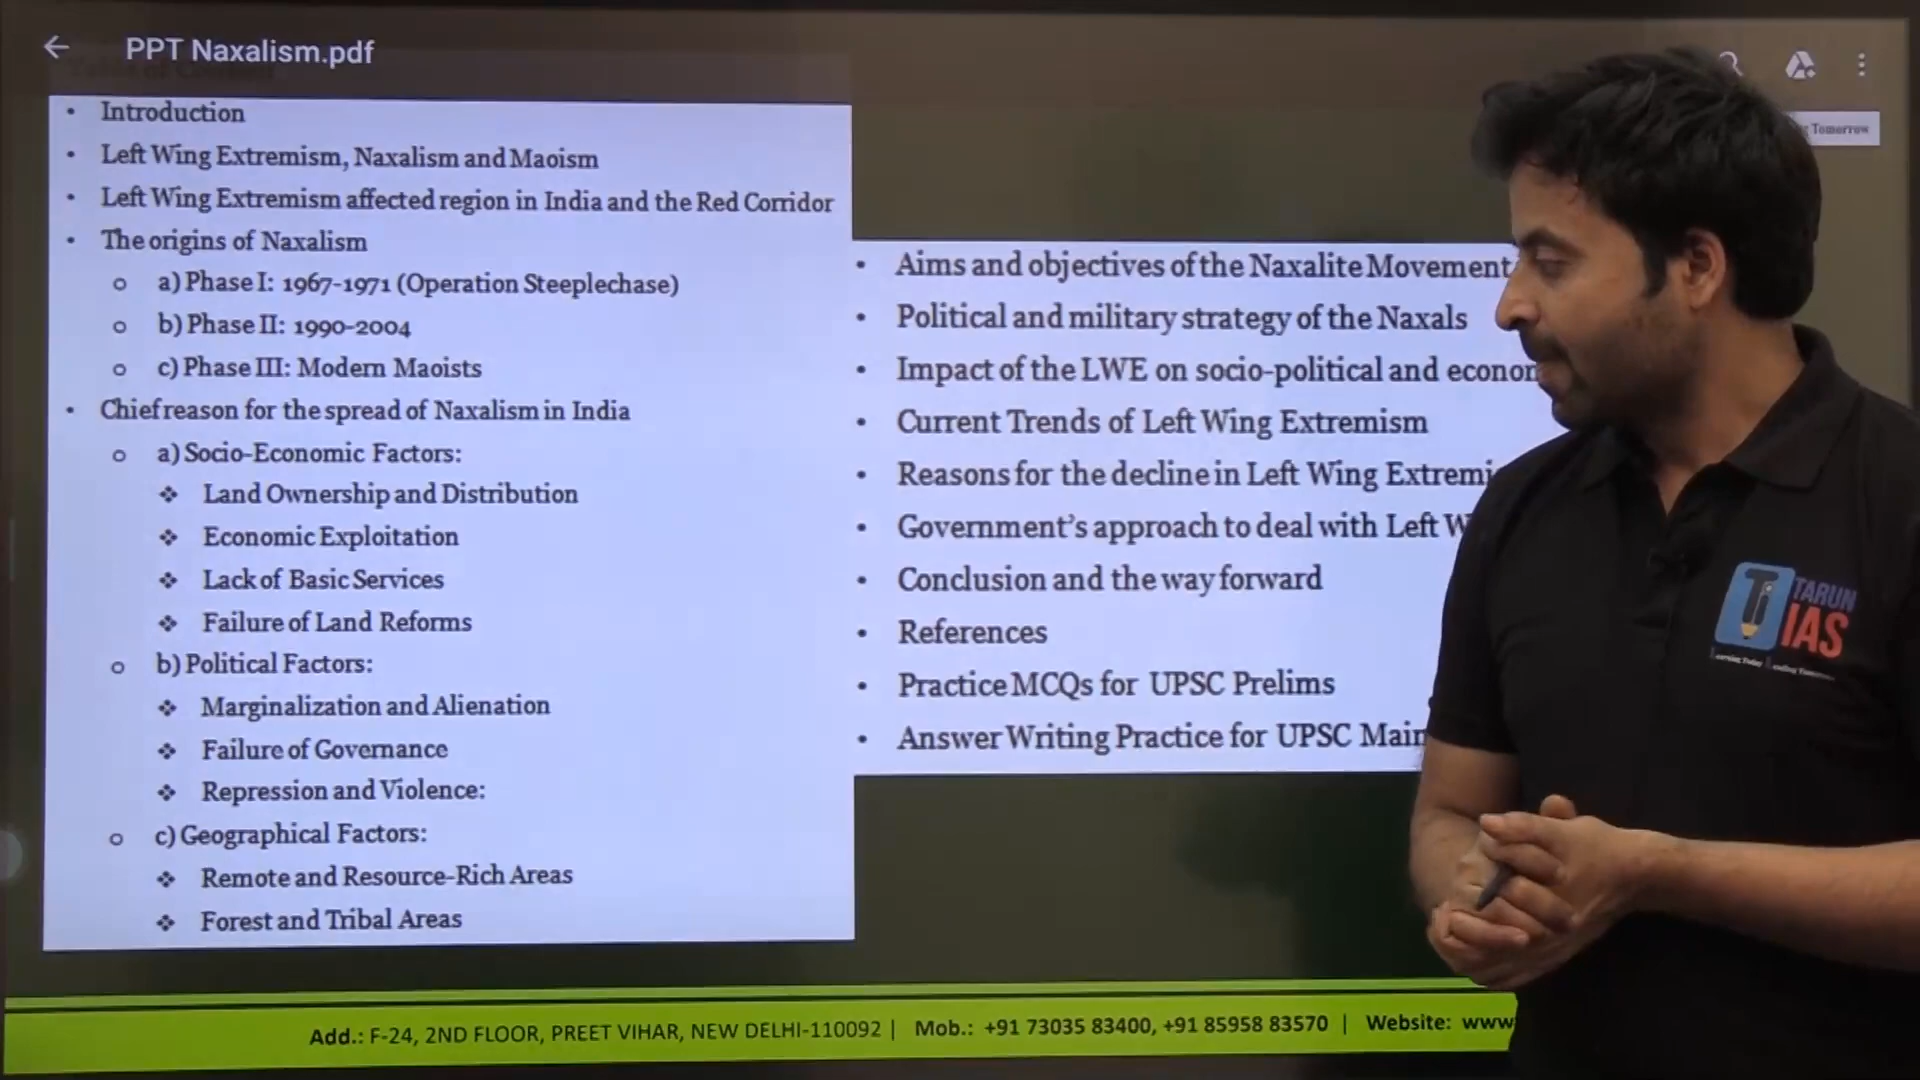 PPT Naxalism.pdf
Table of Content
• Introduction
• Left Wing Extremism, Naxalism and Maoism
• Left Wing Extremism affected region in India and the Red Corridor
• The origins of Naxalism
o a) Phase I: 1967-1971 (Operation Steeplechase)
o b) Phase II: 1990-2004
o c) Phase III: Modern Maoists
• Chief reason for the spread of Naxalism in India
o a) Socio-Economic Factors:
❖ Land Ownership and Distribution
❖ Economic Exploitation
❖ Lack of Basic Services
❖ Failure of Land Reforms
o b) Political Factors:
❖ Marginalization and Alienation
❖ Failure of Governance
❖ Repression and Violence:
o c) Geographical Factors:
❖ Remote and Resource-Rich Areas
❖ Forest and Tribal Areas
• Aims and objectives of the Naxalite Movement
• Political and military strategy of the Naxals
• Impact of the LWE on socio-political and econom
• Current Trends of Left Wing Extremism
• Reasons for the decline in Left Wing Extremi
• Government's approach to deal with Left W
• Conclusion and the way forward
• References
• Practice MCQs for UPSC Prelims
• Answer Writing Practice for UPSC Main
Tomorrow
TARUN
IAS
Add.: F-24, 2ND FLOOR, PREET VIHAR, NEW DELHI-110092 | Mob.: +91 73035 83400, +91 85958 83570 | Website: www